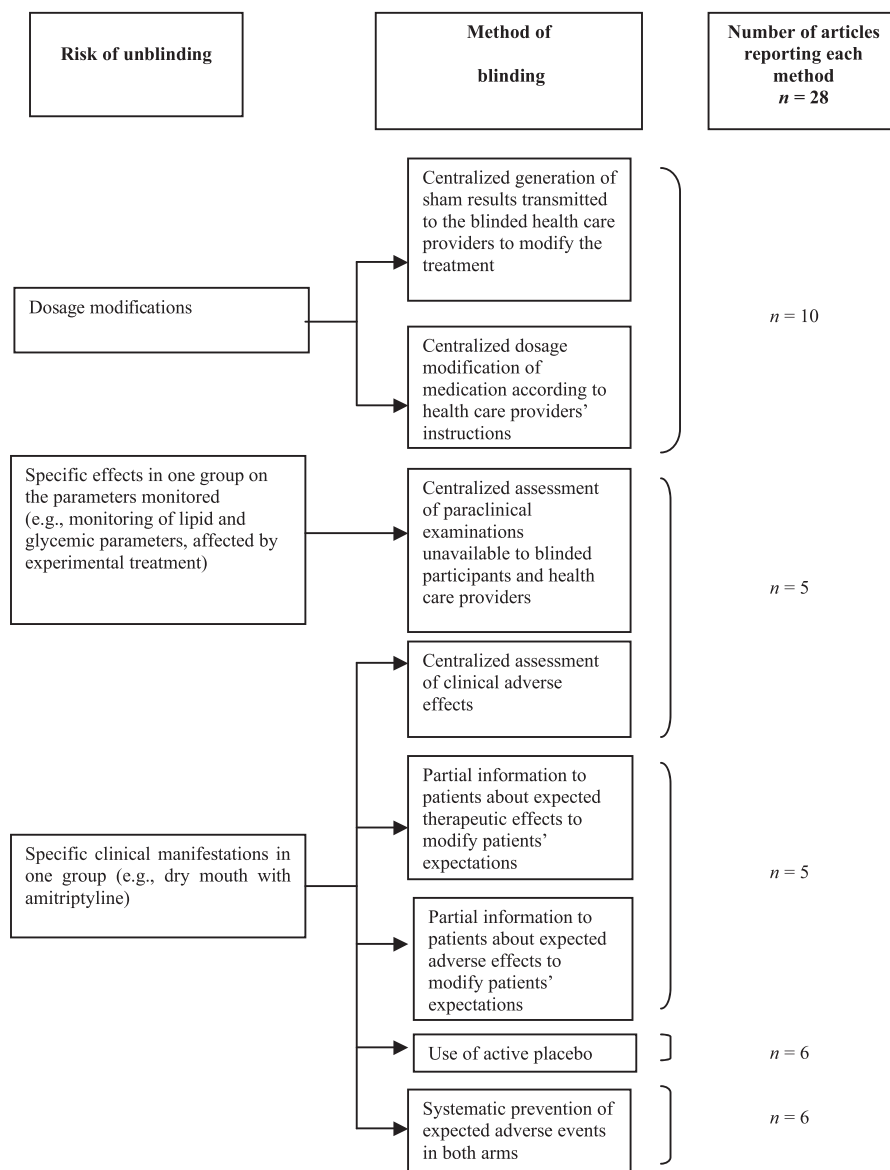 Risk of unblinding
Method of
blinding
Number of articles
reporting each
method
n = 28
Centralized generation of
sham results transmitted
to the blinded health care
providers to modify the
treatment
Dosage modifications
n = 10
Centralized dosage
modification of
medication according to
health care providers’
instructions
Specific effects in one group on
the parameters monitored
(e.g., monitoring of lipid and
glycemic parameters, affected by
experimental treatment)
Centralized assessment
of paraclinical
examinations
unavailable to blinded
participants and health
care providers
n = 5
Centralized assessment
of clinical adverse
effects
Partial information to
patients about expected
therapeutic effects to
modify patients’
expectations
Specific clinical manifestations in
one group (e.g., dry mouth with
amitriptyline)
n = 5
Partial information to
patients about expected
adverse effects to
modify patients’
expectations
Use of active placebo
n = 6
Systematic prevention of
expected adverse events
in both arms
n = 6